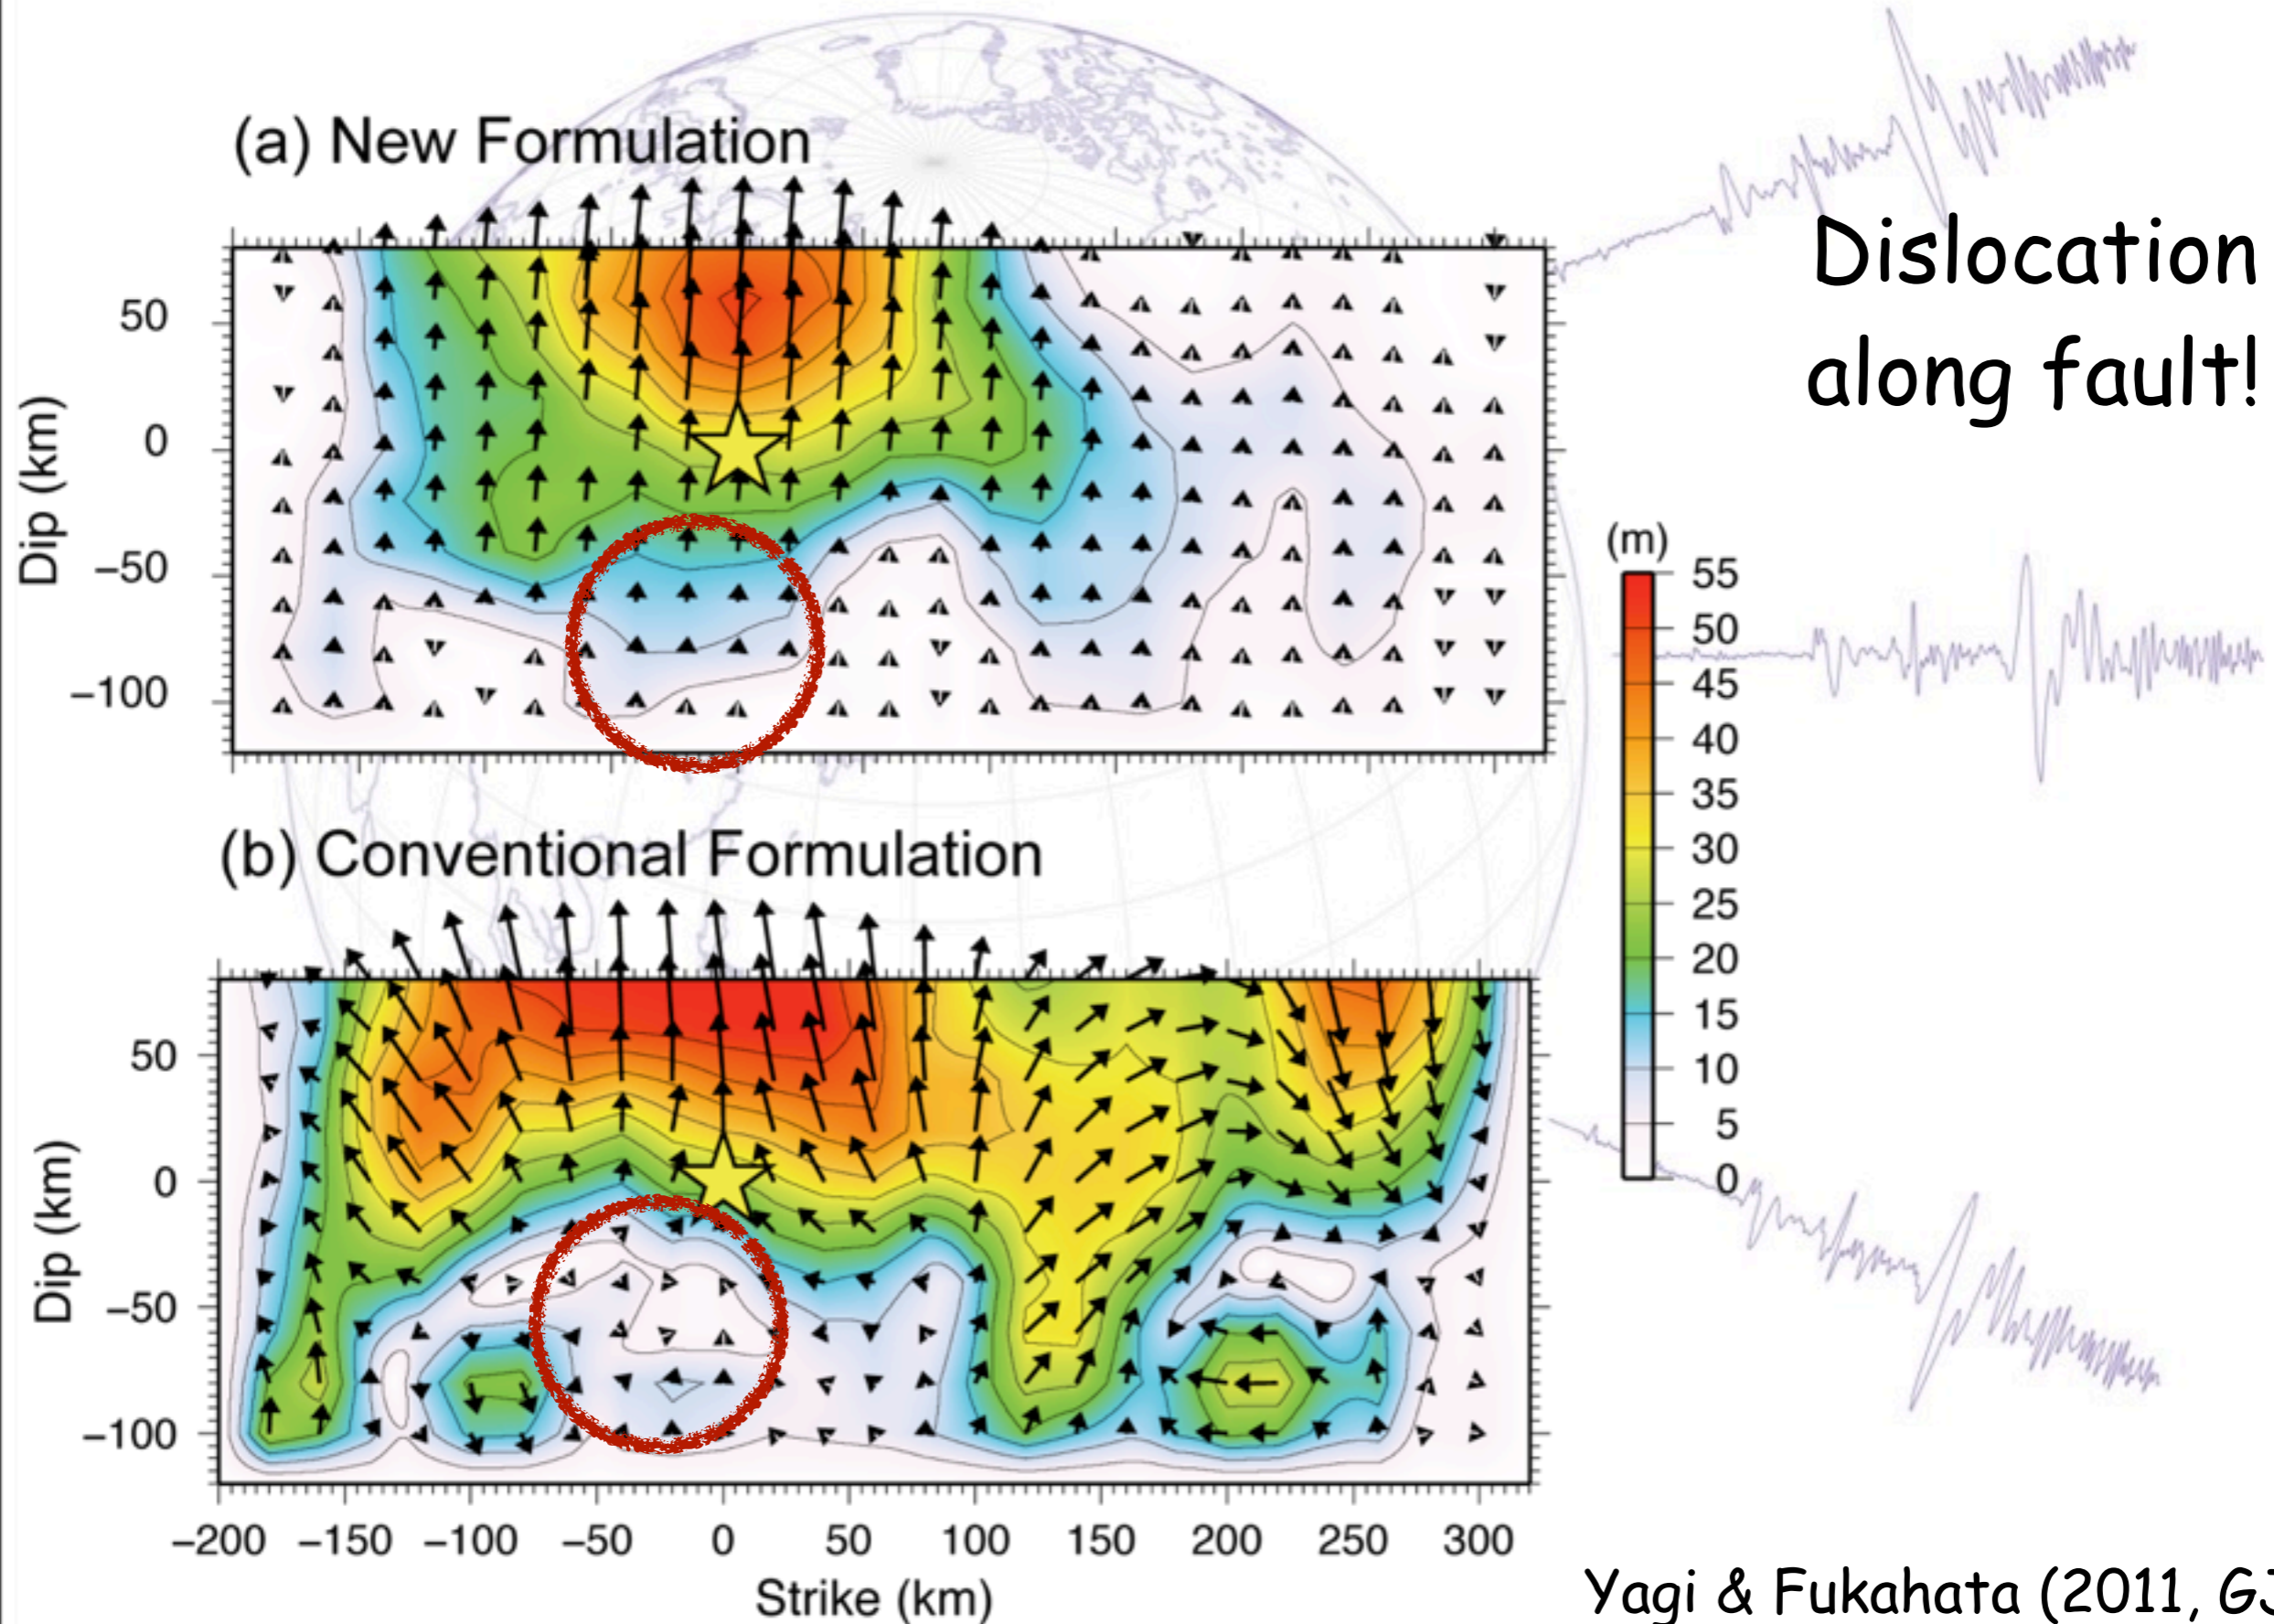 (a) New Formulation
Dislocation
along fault!
50
0
−50
−100
Dip (km)
(m)
55
50
45
40
35
30
25
20
15
10
5
0
(b) Conventional Formulation
50
0
−50
−100
Dip (km)
−200 −150 −100 −50 0 50 100 150 200 250 300
Strike (km)
Yagi & Fukahata (2011, GJ